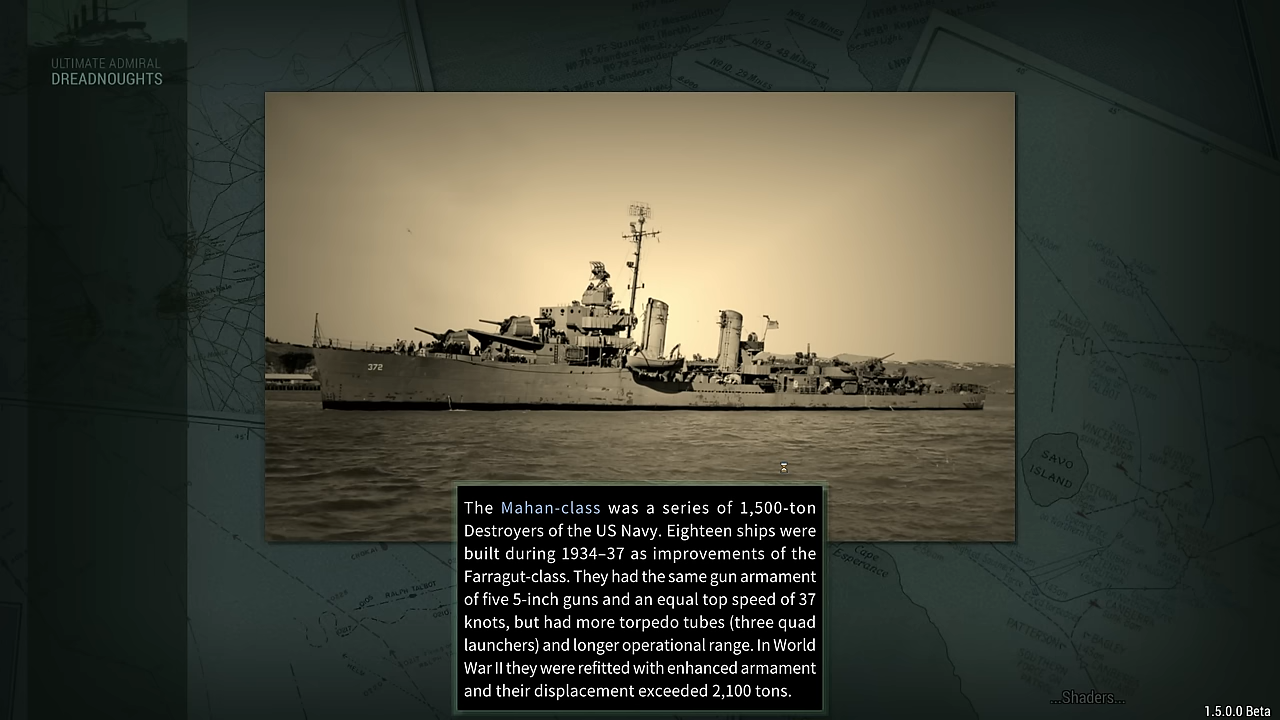 ULTIMATE ADMIRAL
DREADNOUGHTS
372
The Mahan-class was a series of 1,500-ton
Destroyers of the US Navy. Eighteen ships were
built during 1934–37 as improvements of the
Farragut-class. They had the same gun armament
of five 5-inch guns and an equal top speed of 37
knots, but had more torpedo tubes (three quad
launchers) and longer operational range. In World
War II they were refitted with enhanced armament
and their displacement exceeded 2,100 tons.
SAVO
ISLAND
Cape
Esperance
RALPH TALBOT
...Shaders...
1.5.0.0 Beta